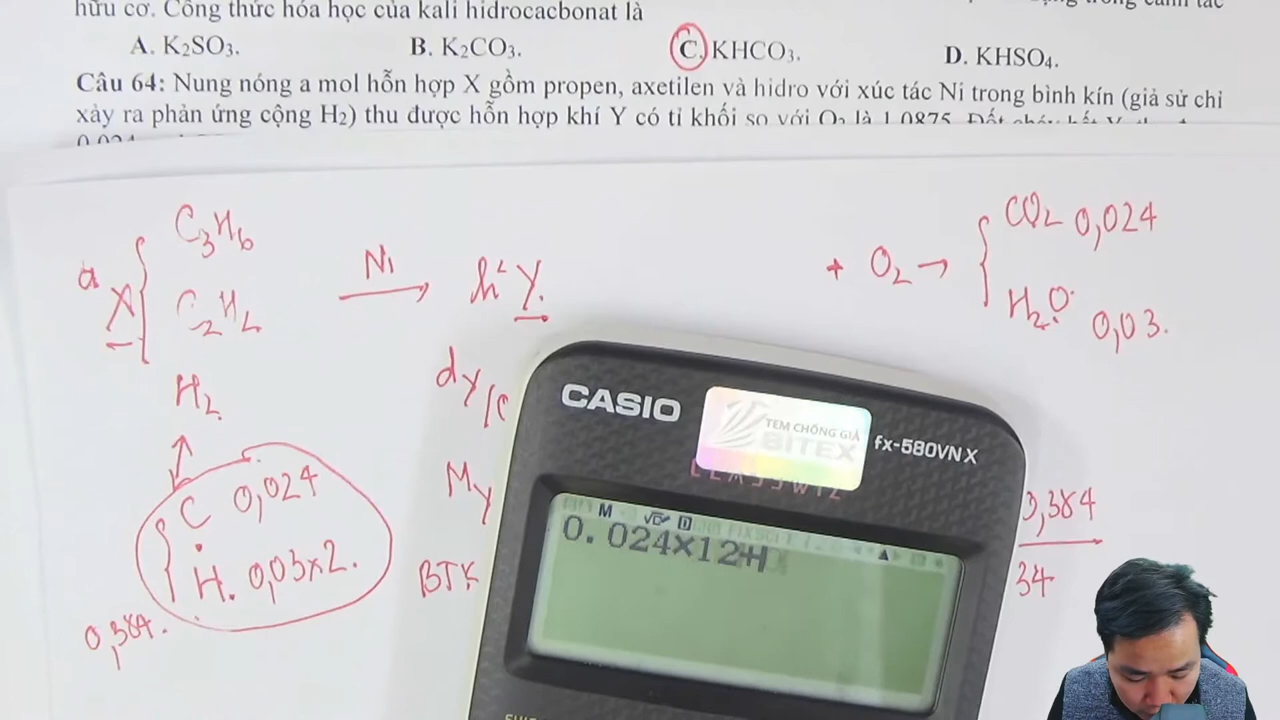 hữu cơ. Công thức hóa học của kali hidrocacbonat là
A. K₂SO₃. B. K₂CO₃. C. KHCO₃. D. KHSO₄.
Câu 64: Nung nóng a mol hỗn hợp X gồm propen, axetilen và hidro với xúc tác Ni trong bình kín (giả sử chỉ
xảy ra phản ứng cộng H₂) thu được hỗn hợp khí Y có tỉ khối so với O₂ là 1,0875. Đốt cháy hết Y
a X { C₃H₆
C₂H₂
H₂
Ni
h² Y.
+ O₂ → { CO₂ 0,024
H₂O 0,03.
C 0,024
H. 0,03x2.
0,384.
dY/
MY
BTK
0,384
34
CASIO
TEM CHỐNG GIẢ
BITEX
fx-580VN X
CLASSWIZ
M √ D
0.024×12+